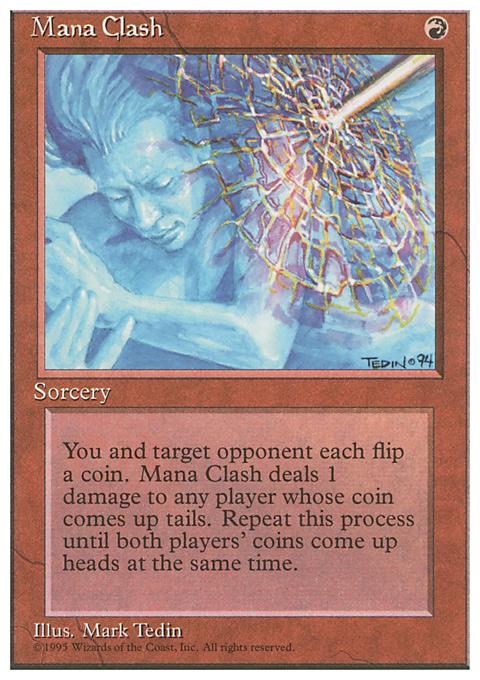 Mana Clash
TEDIN©94
Sorcery
You and target opponent each flip
a coin. Mana Clash deals 1
damage to any player whose coin
comes up tails. Repeat this process
until both players' coins come up
heads at the same time.
Illus. Mark Tedin
©1995 Wizards of the Coast, Inc. All rights reserved.